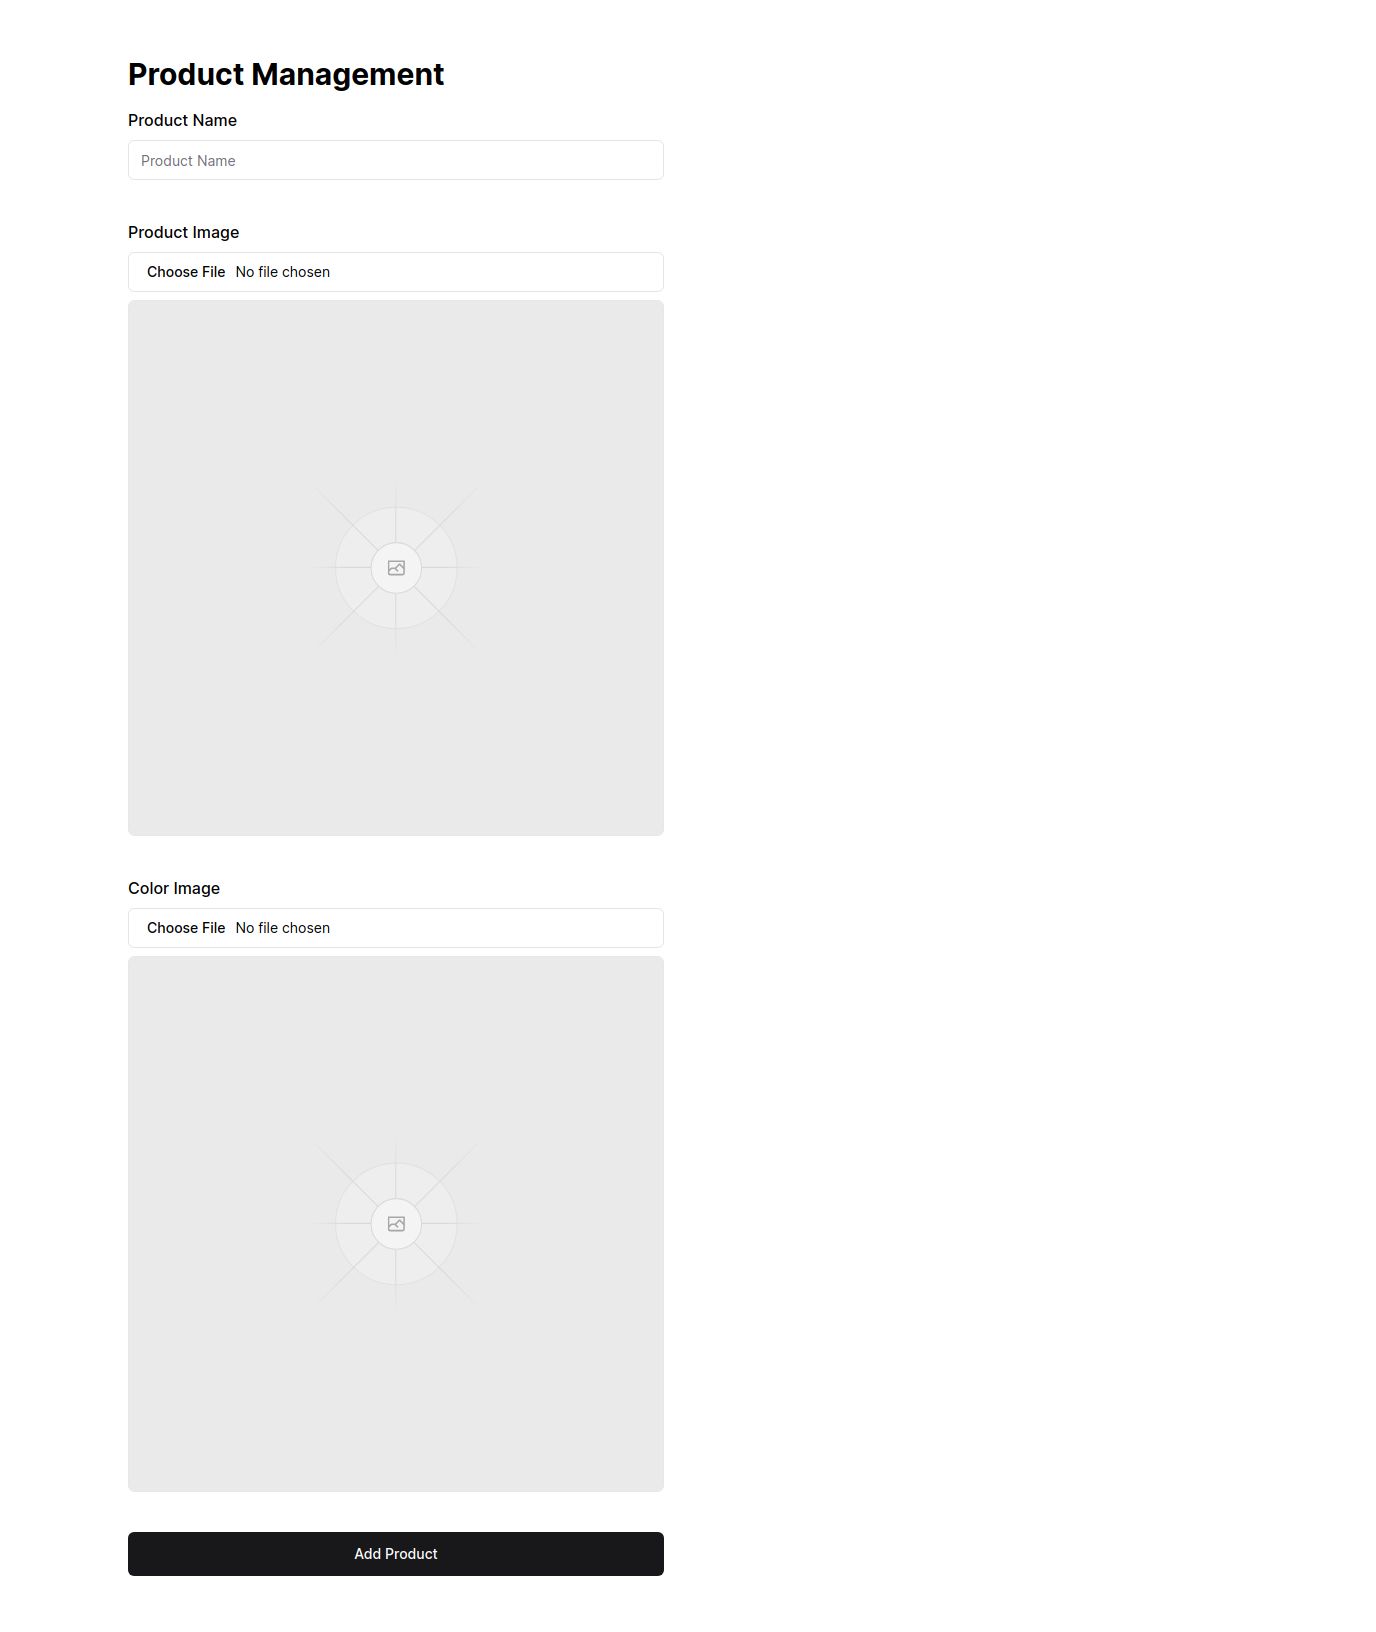 Product Management
Product Name
Product Name
Product Image
Choose File No file chosen
Color Image
Choose File No file chosen
Add Product